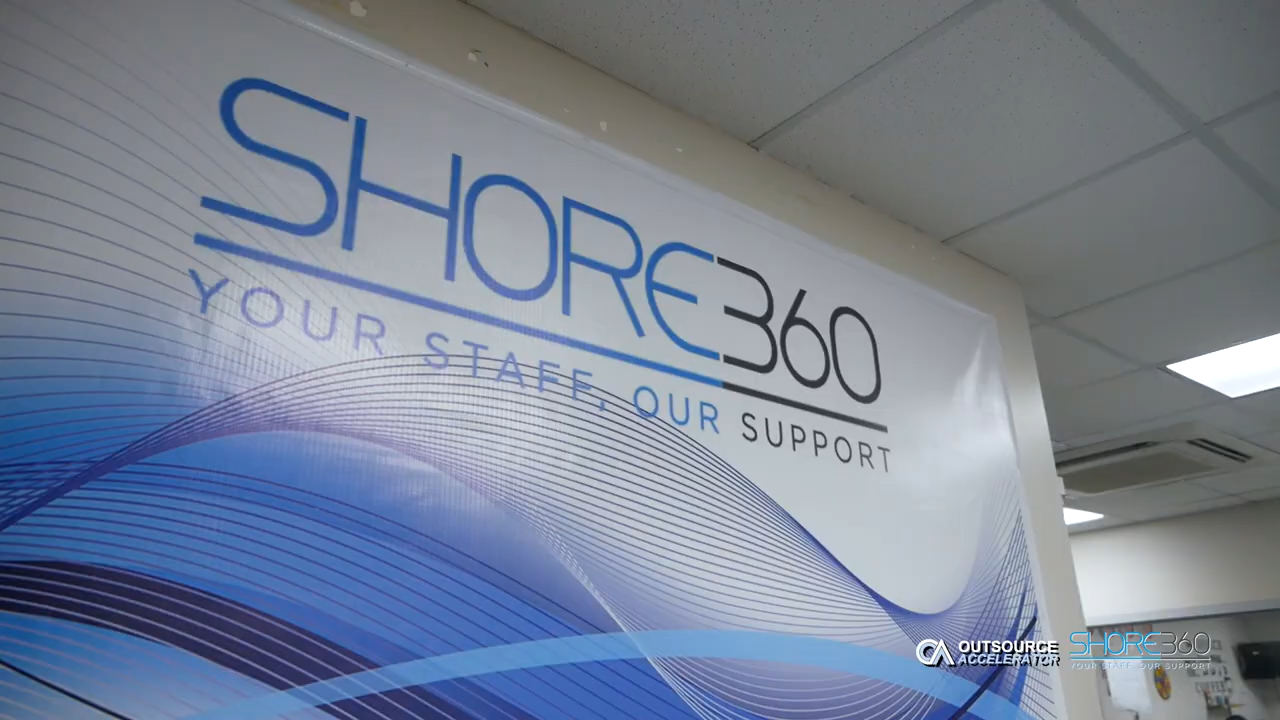 SHORE360
YOUR STAFF, OUR SUPPORT
OUTSOURCE
ACCELERATOR
SHORE360
YOUR STAFF, OUR SUPPORT